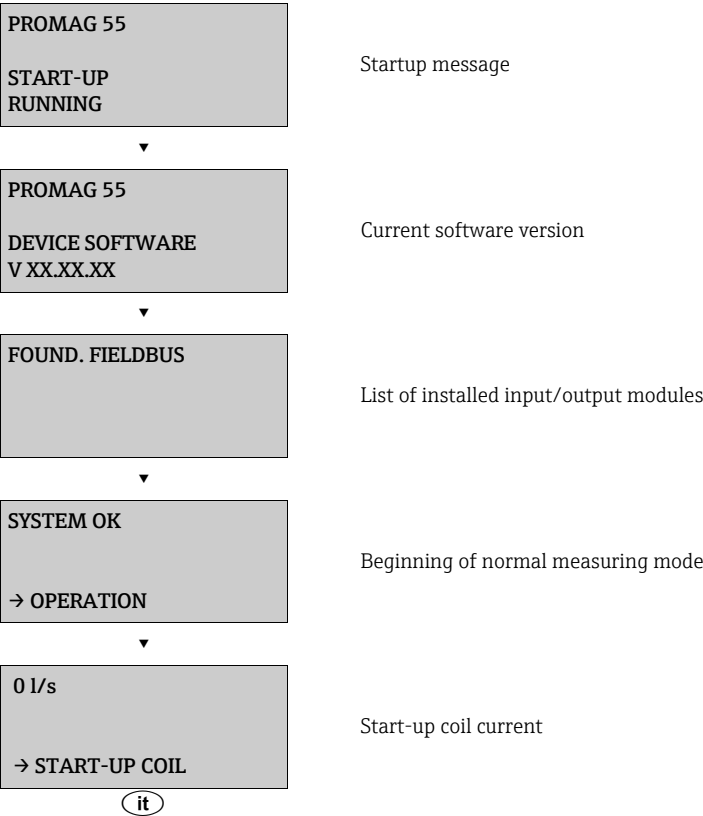 PROMAG 55
START-UP
RUNNING
Startup message
▼
PROMAG 55
DEVICE SOFTWARE
V XX.XX.XX
Current software version
▼
FOUND. FIELDBUS
List of installed input/output modules
▼
SYSTEM OK
→ OPERATION
Beginning of normal measuring mode
▼
0 l/s
→ START-UP COIL
Start-up coil current
it